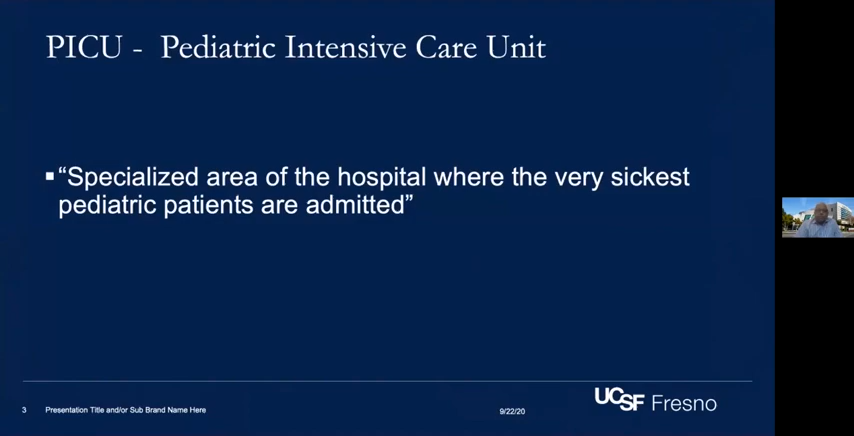 PICU - Pediatric Intensive Care Unit
▪“Specialized area of the hospital where the very sickest
pediatric patients are admitted”
3 Presentation Title and/or Sub Brand Name Here
9/22/20
UCSF Fresno